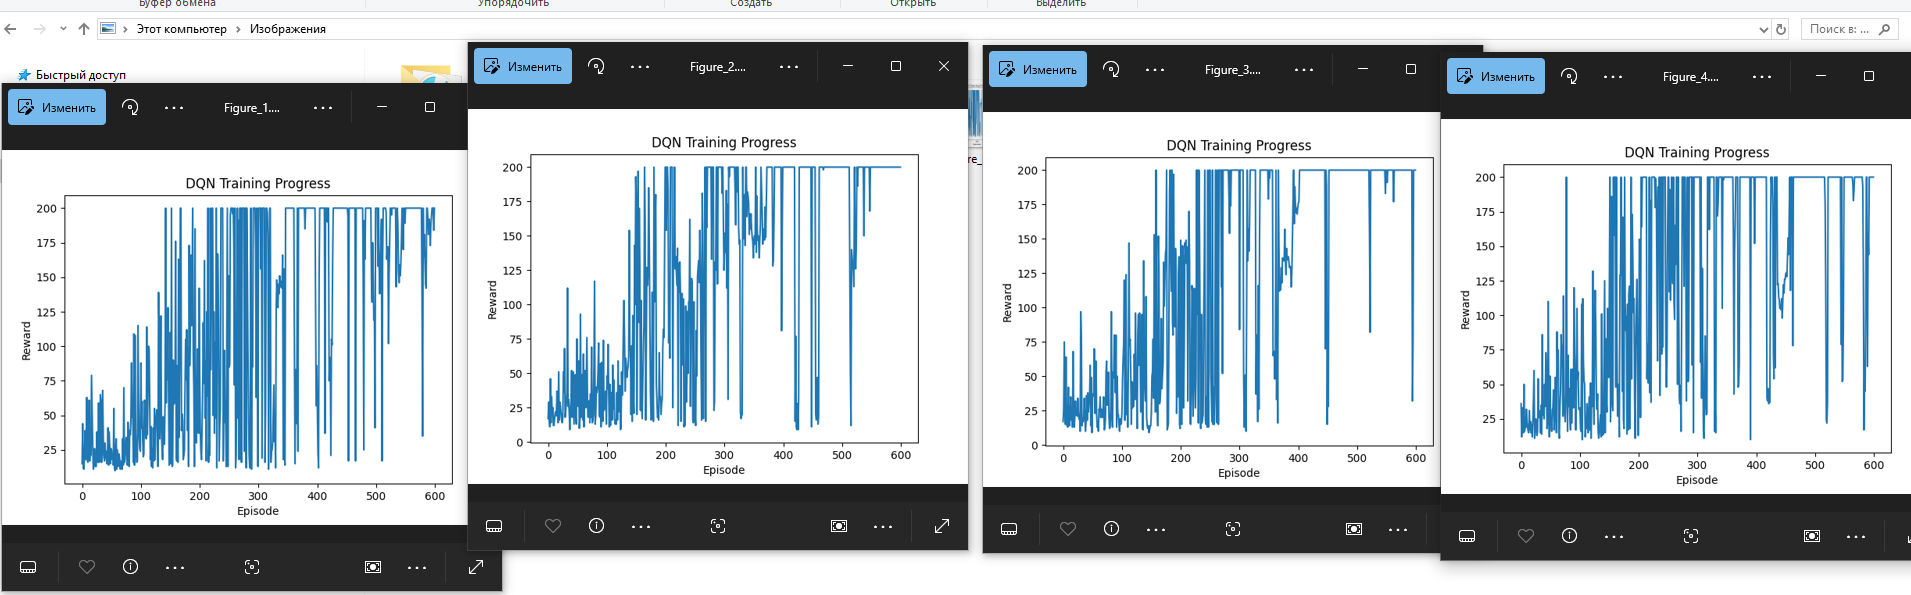 Буфер обмена
Упорядочить
Создать
Открыть
Выделить
Этот компьютер
Изображения
Поиск в: ...
Быстрый доступ
Изменить
Figure_1....
DQN Training Progress
200
175
150
125
100
75
50
25
Reward
0 100 200 300 400 500 600
Episode
Изменить
Figure_2....
DQN Training Progress
200
175
150
125
100
75
50
25
0
Reward
0 100 200 300 400 500 600
Episode
re_
Изменить
Figure_3....
DQN Training Progress
200
175
150
125
100
75
50
25
0
Reward
0 100 200 300 400 500 600
Episode
Изменить
Figure_4....
DQN Training Progress
200
175
150
125
100
75
50
25
Reward
0 100 200 300 400 500 600
Episode